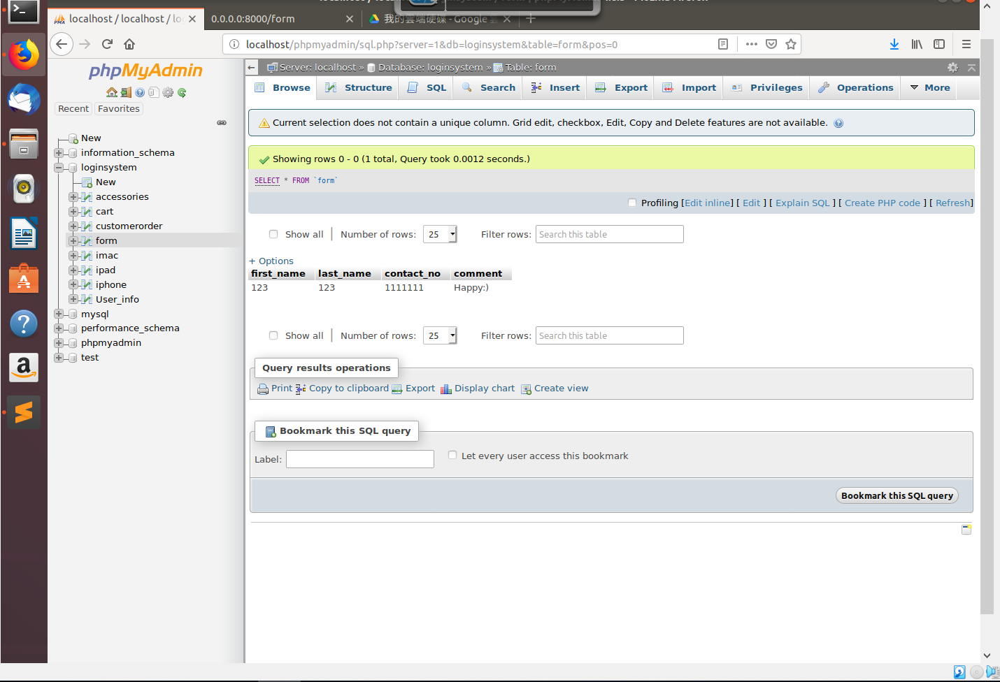 localhost / localhost / lo
0.0.0.0:8000/form
我的雲端硬碟 - Google
localhost/phpmyadmin/sql.php?server=1&db=loginsystem&table=form&pos=0
phpMyAdmin
Recent
Favorites
New
information_schema
loginsystem
New
accessories
cart
customerorder
form
imac
ipad
iphone
User_info
mysql
performance_schema
phpmyadmin
test
Server: localhost » Database: loginsystem » Table: form
Browse
Structure
SQL
Search
Insert
Export
Import
Privileges
Operations
More
Current selection does not contain a unique column. Grid edit, checkbox, Edit, Copy and Delete features are not available.
Showing rows 0 - 0 (1 total, Query took 0.0012 seconds.)
SELECT * FROM `form`
Profiling [Edit inline] [ Edit ] [ Explain SQL ] [ Create PHP code ] [ Refresh]
Show all | Number of rows: 25 Filter rows: Search this table
+ Options
first_name last_name contact_no comment
123 123 1111111 Happy:)
Show all | Number of rows: 25 Filter rows: Search this table
Query results operations
Print Copy to clipboard Export Display chart Create view
Bookmark this SQL query
Label: Let every user access this bookmark
Bookmark this SQL query